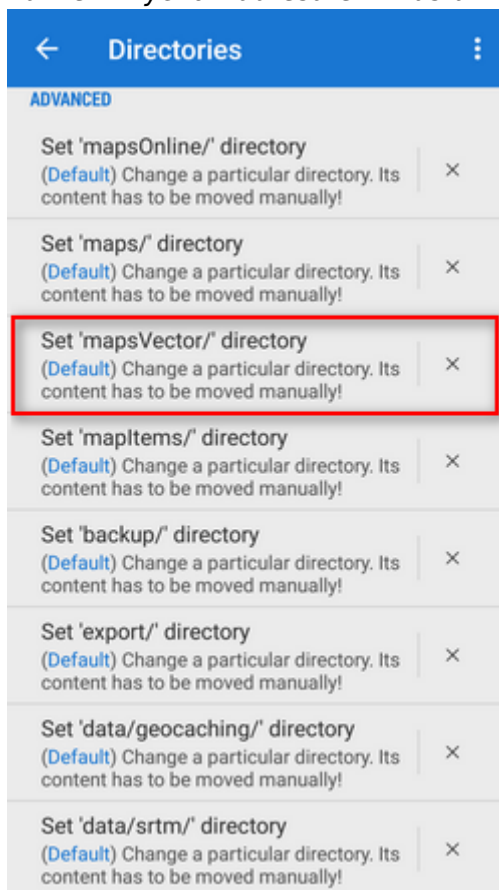 Directories
ADVANCED
Set 'mapsOnline/' directory
(Default) Change a particular directory. Its
content has to be moved manually!
Set 'maps/' directory
(Default) Change a particular directory. Its
content has to be moved manually!
Set 'mapsVector/' directory
(Default) Change a particular directory. Its
content has to be moved manually!
Set 'mapItems/' directory
(Default) Change a particular directory. Its
content has to be moved manually!
Set 'backup/' directory
(Default) Change a particular directory. Its
content has to be moved manually!
Set 'export/' directory
(Default) Change a particular directory. Its
content has to be moved manually!
Set 'data/geocaching/' directory
(Default) Change a particular directory. Its
content has to be moved manually!
Set 'data/srtm/' directory
(Default) Change a particular directory. Its
content has to be moved manually!